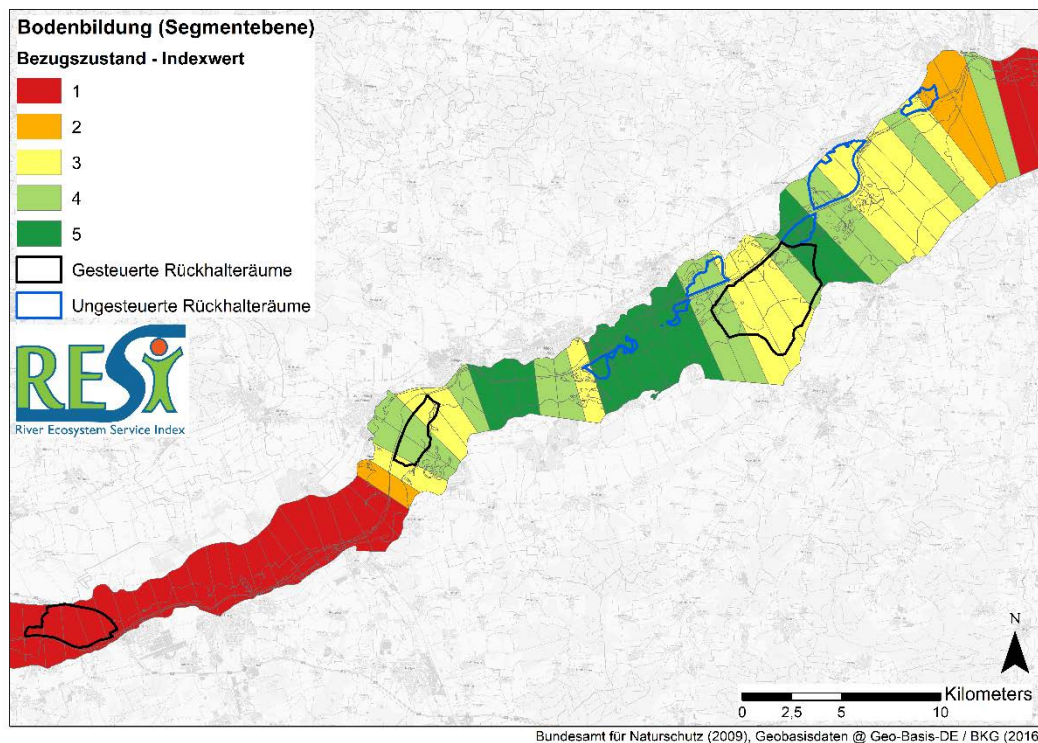 Bodenbildung (Segmentebene)
Bezugszustand - Indexwert
1
2
3
4
5
Gesteuerte Rückhalteräume
Ungesteuerte Rückhalteräume
RESI
River Ecosystem Service Index
N
Kilometers
0 2,5 5 10
Bundesamt für Naturschutz (2009), Geobasisdaten @ Geo-Basis-DE / BKG (2016